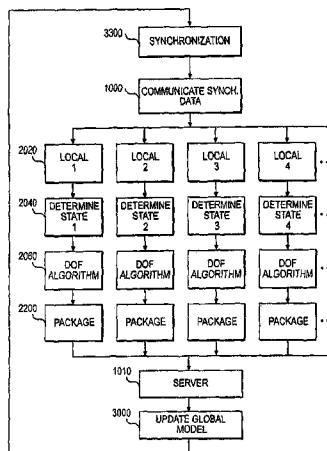 3300
SYNCHRONIZATION
1000
COMMUNICATE SYNCH.
DATA
2020
LOCAL
1
LOCAL
2
LOCAL
3
LOCAL
4
2040
DETERMINE
STATE
1
DETERMINE
STATE
2
DETERMINE
STATE
3
DETERMINE
STATE
4
2060
DOF
ALGORITHM
DOF
ALGORITHM
DOF
ALGORITHM
DOF
ALGORITHM
2200
PACKAGE
PACKAGE
PACKAGE
PACKAGE
1010
SERVER
3000
UPDATE GLOBAL
MODEL